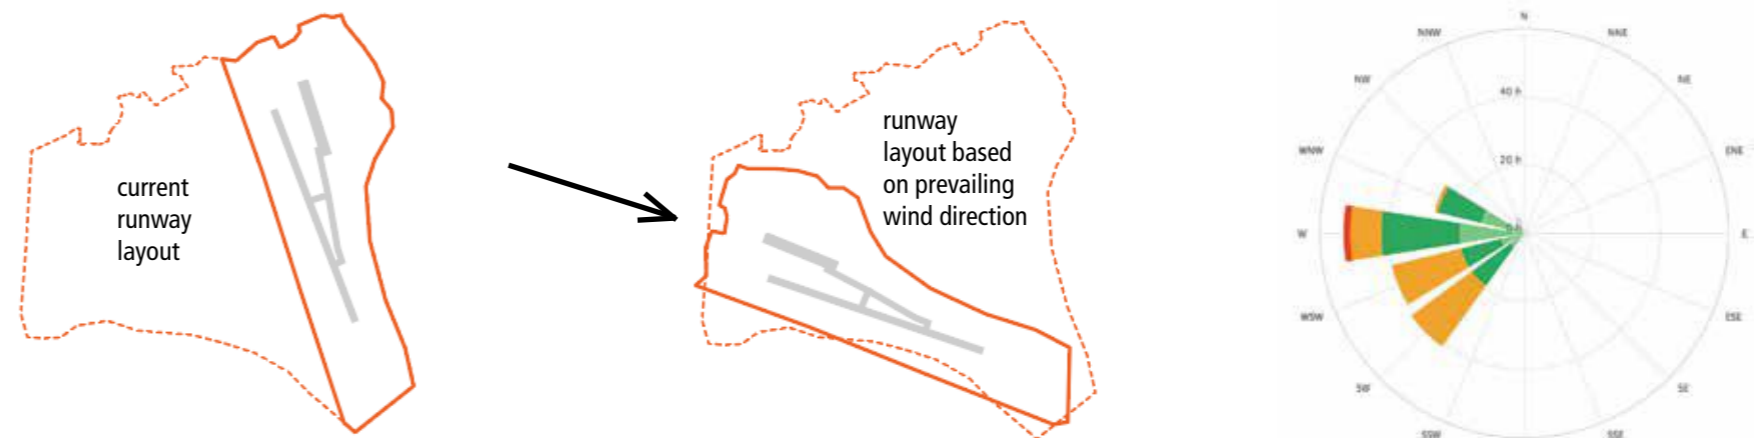 current
runway
layout
runway
layout based
on prevailing
wind direction
N
NNW
NNE
NW
NE
40 h
20 h
WNW
ENE
0 h
W
E
WSW
ESE
SW
SE
SSW
SSE